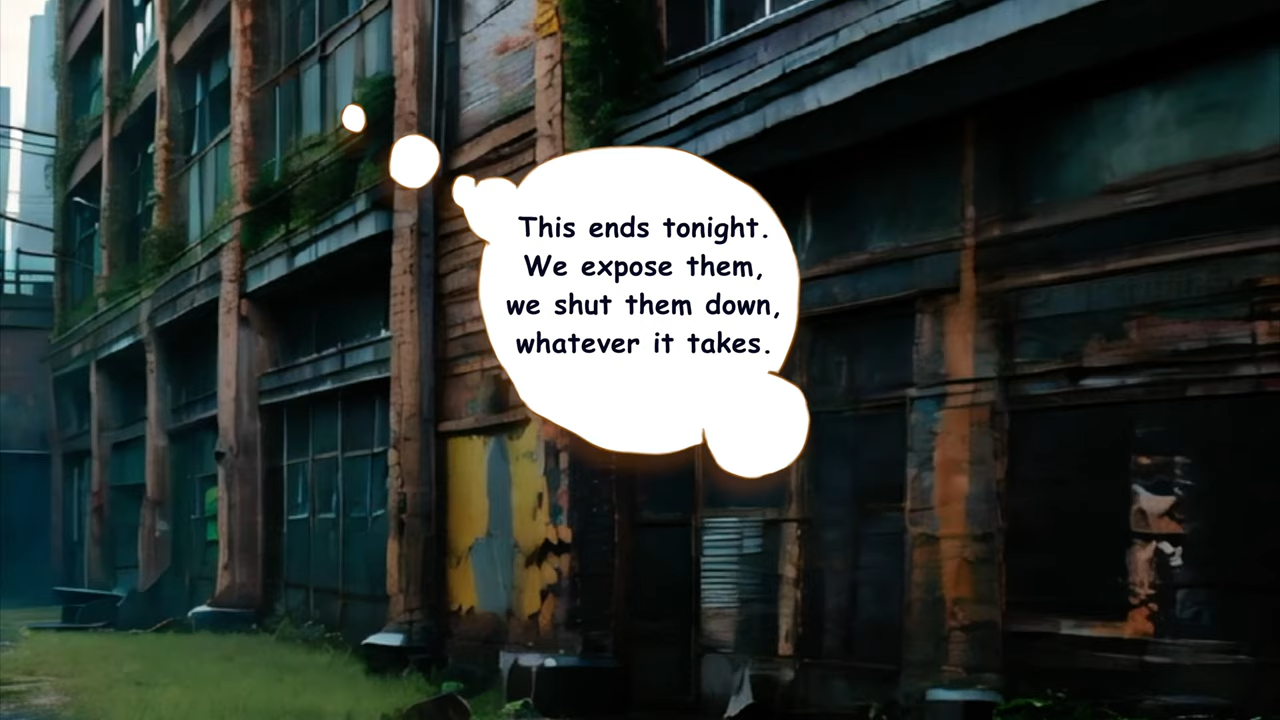 This ends tonight.
We expose them,
we shut them down,
whatever it takes.